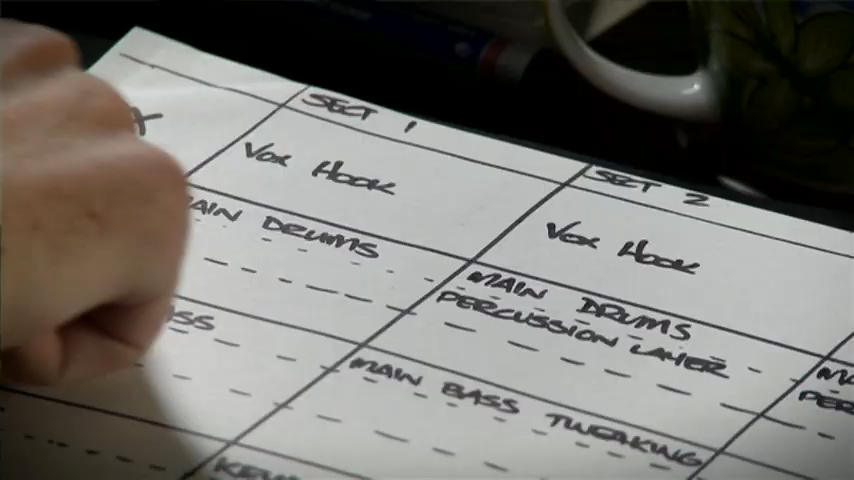 SECT 1
SECT 2
Vox Hook
Vox Hook
MAIN DRUMS
MAIN DRUMS
PERCUSSION LAYER
MAIN BASS TWEAKING